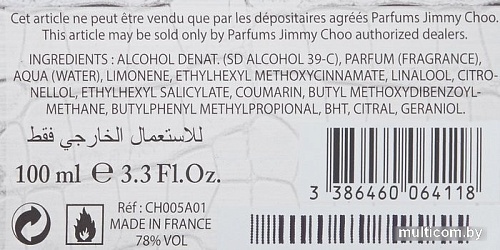 Cet article ne peut être vendu que par les dépositaires agréés Parfums Jimmy Choo.
This article may be sold only by Parfums Jimmy Choo authorized dealers.
INGREDIENTS : ALCOHOL DENAT. (SD ALCOHOL 39-C), PARFUM (FRAGRANCE),
AQUA (WATER), LIMONENE, ETHYLHEXYL METHOXYCINNAMATE, LINALOOL, CITRO-
NELLOL, ETHYLHEXYL SALICYLATE, COUMARIN, BUTYL METHOXYDIBENZOYL-
METHANE, BUTYLPHENYL METHYLPROPIONAL, BHT, CITRAL, GERANIOL.
للاستعمال الخارجي فقط
100 ml e 3.3 Fl.Oz.
Réf : CH005A01
MADE IN FRANCE
78% VOL
3 386460 064118
multicom.by